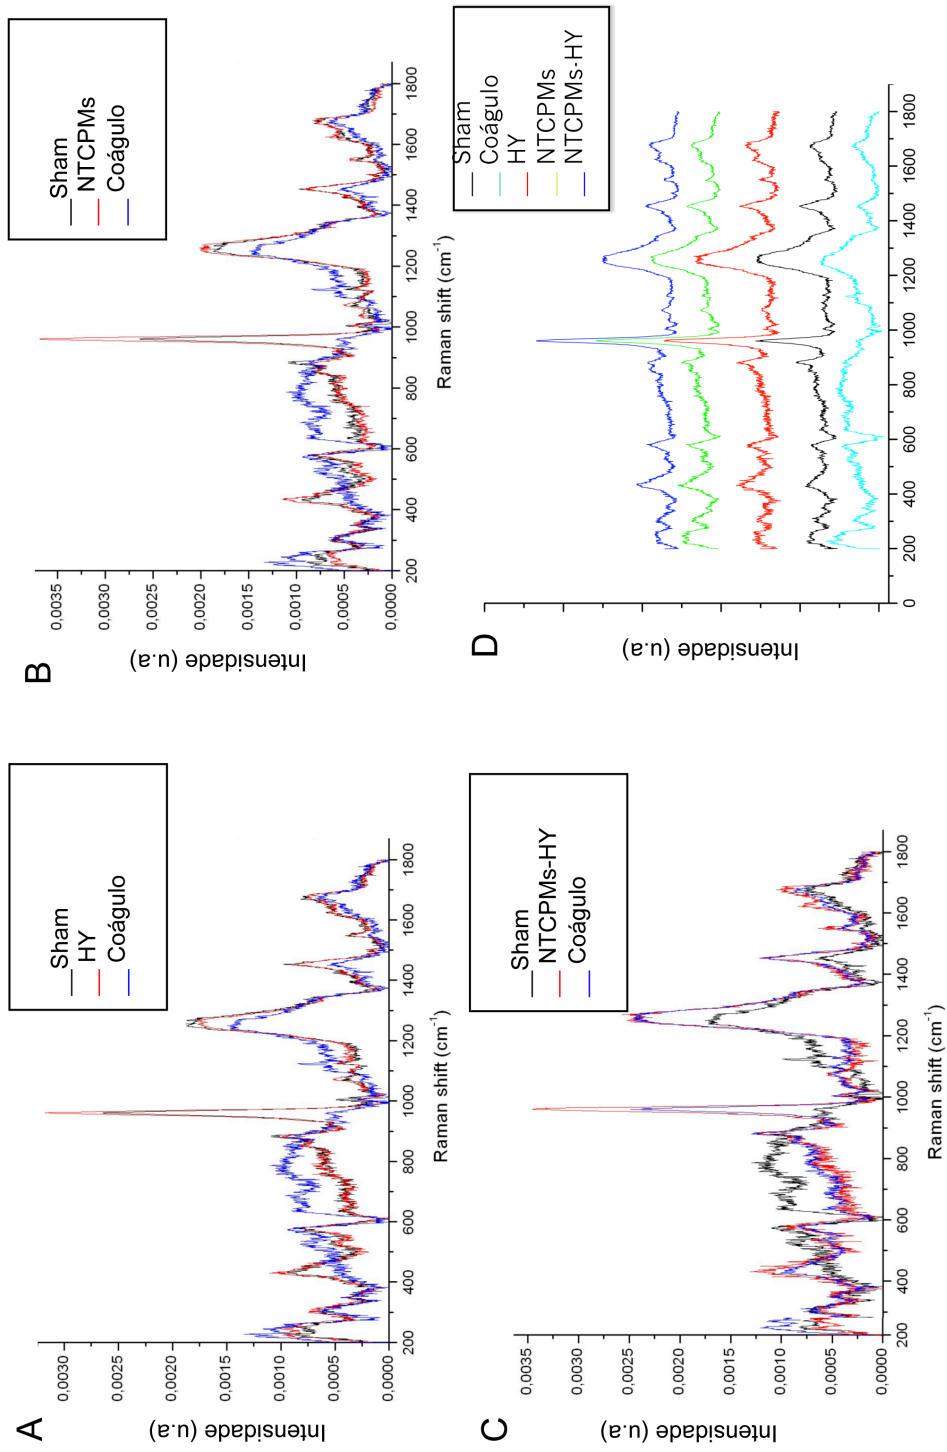 A
Intensidade (u.a)
0,0030
0,0025
0,0020
0,0015
0,0010
0,0005
0,0000
200
400
600
800
1000
1200
1400
1600
1800
Raman shift (cm⁻¹)
Sham
HY
Coágulo
B
Intensidade (u.a)
0,0035
0,0030
0,0025
0,0020
0,0015
0,0010
0,0005
0,0000
200
400
600
800
1000
1200
1400
1600
1800
Raman shift (cm⁻¹)
Sham
NTCPMs
Coágulo
C
Intensidade (u.a)
0,0035
0,0030
0,0025
0,0020
0,0015
0,0010
0,0005
0,0000
200
400
600
800
1000
1200
1400
1600
1800
Raman shift (cm⁻¹)
Sham
NTCPMs-HY
Coágulo
D
Intensidade (u.a)
0
200
400
600
800
1000
1200
1400
1600
1800
Sham
Coágulo
HY
NTCPMs
NTCPMs-HY